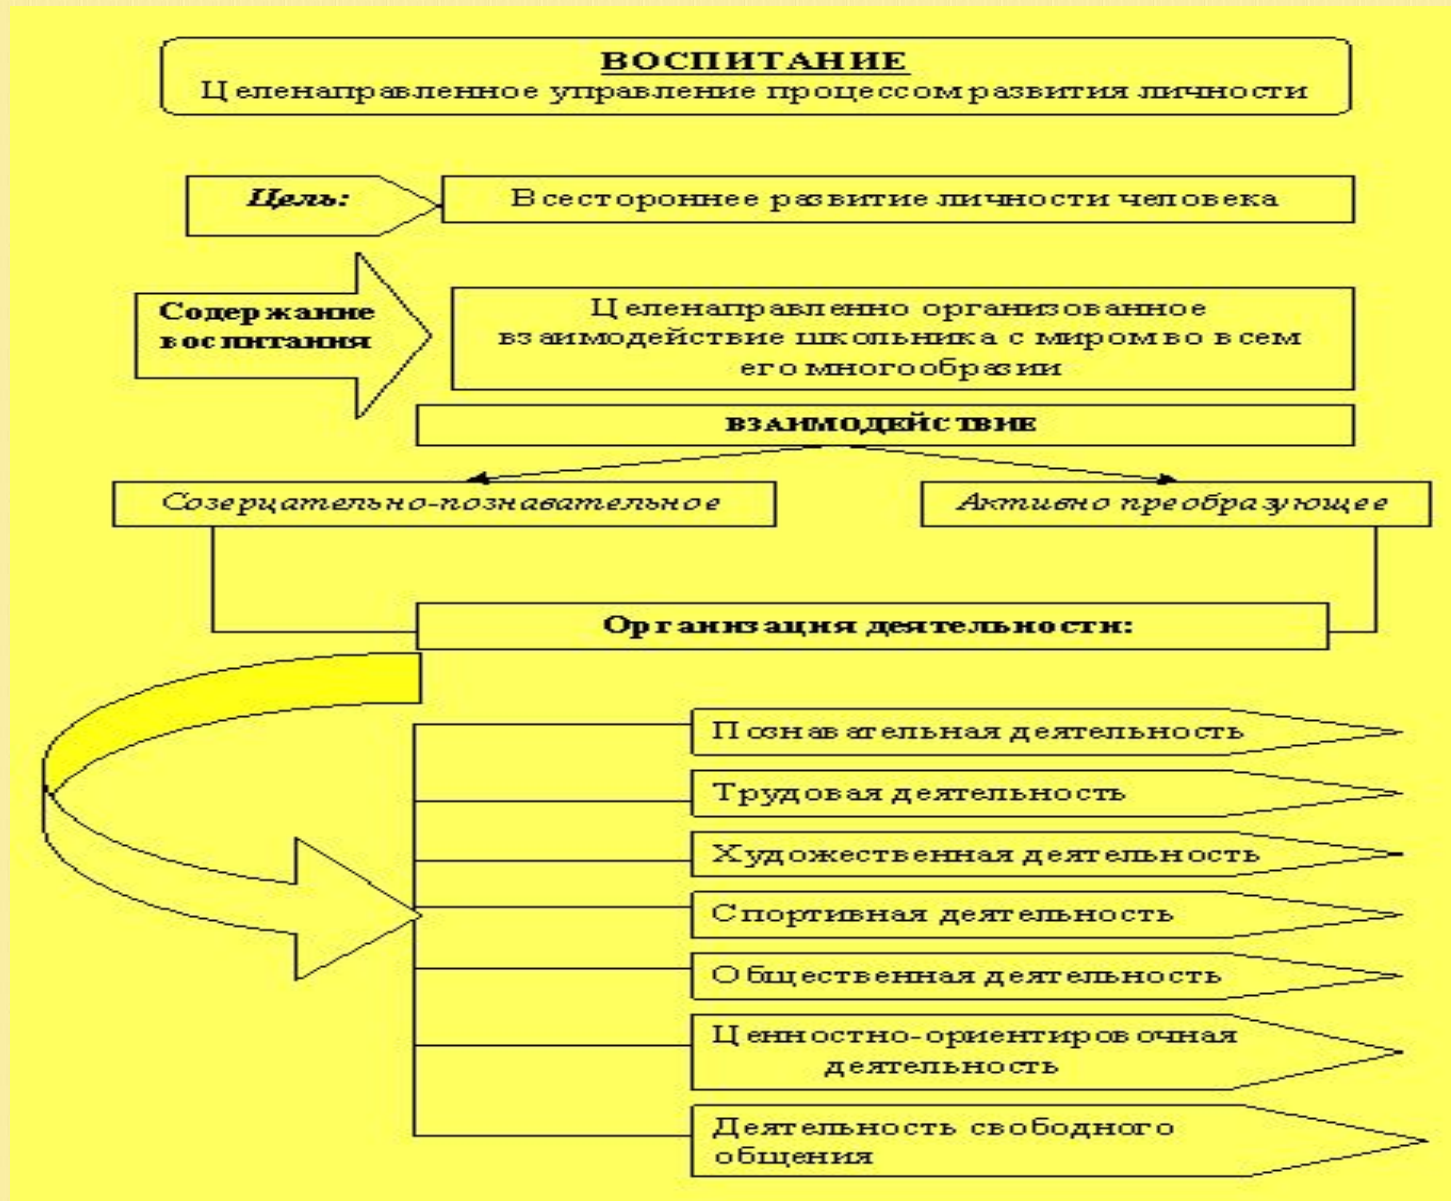 ВОСПИТАНИЕ
Целенаправленное управление процессом развития личности
Цель:
Всестороннее развитие личности человека
Содержание
воспитания
Целенаправленно организованное
взаимодействие школьника с миром во всем
его многообразии
ВЗАИМОДЕЙСТВИЕ
Созерцательно-познавательное
Активно преобразующее
Организация деятельности:
Познавательная деятельность
Трудовая деятельность
Художественная деятельность
Спортивная деятельность
Общественная деятельность
Ценностно-ориентировочная
деятельность
Деятельность свободного
общения